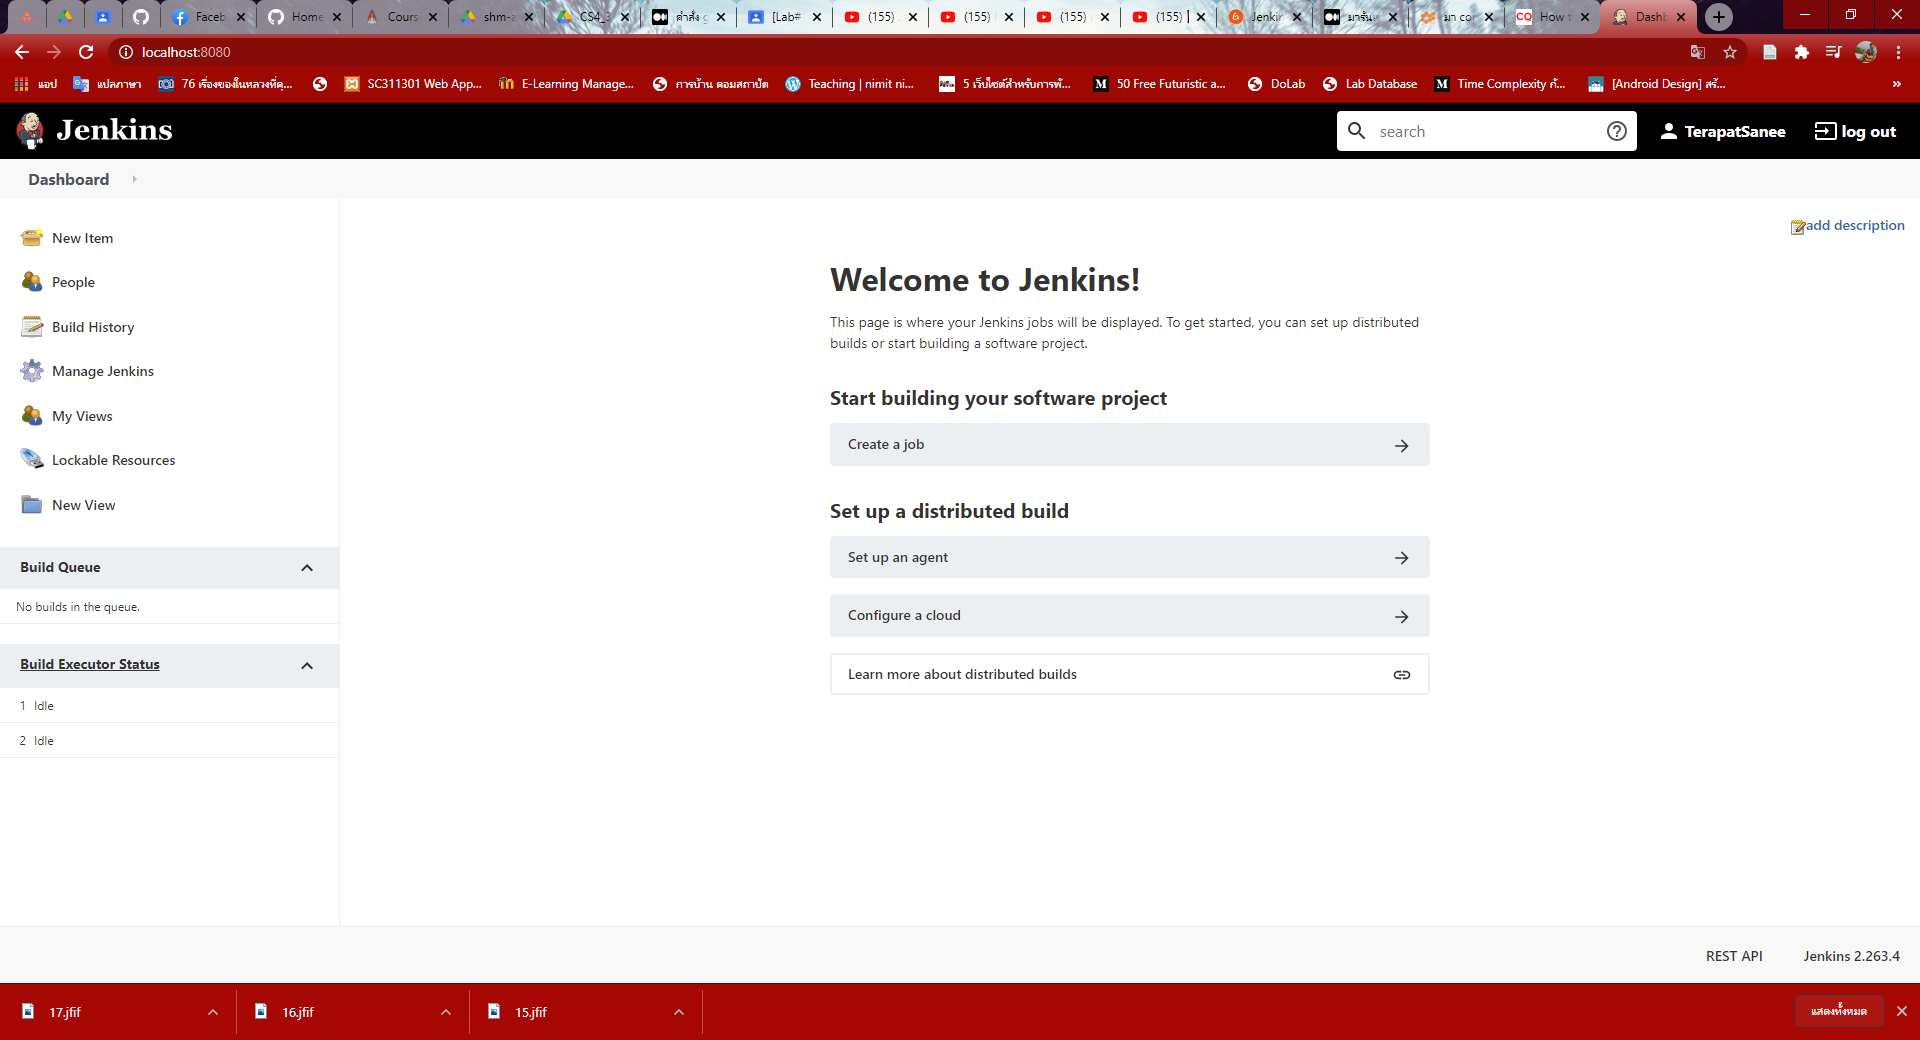 Faceb
Home
Cours
shm-a
CS4_
คำสั่ง g
[Lab#
(155)
(155)
(155)
(155)
Jenkir
มารัน
มา co
How t
Dashb
localhost:8080
แอป
แปลภาษา
76 เรื่องของในหลวงที่ดุ...
SC311301 Web App...
E-Learning Manage...
การบ้าน ดอมสถาปัต
Teaching | nimit ni...
5 เว็บไซต์สำหรับการพั...
50 Free Futuristic a...
DoLab
Lab Database
Time Complexity คั...
[Android Design] สร้...
»
Jenkins
search
TerapatSanee
log out
Dashboard
New Item
People
Build History
Manage Jenkins
My Views
Lockable Resources
New View
Build Queue
No builds in the queue.
Build Executor Status
1 Idle
2 Idle
add description
Welcome to Jenkins!
This page is where your Jenkins jobs will be displayed. To get started, you can set up distributed
builds or start building a software project.
Start building your software project
Create a job
Set up a distributed build
Set up an agent
Configure a cloud
Learn more about distributed builds
REST API
Jenkins 2.263.4
17.jfif
16.jfif
15.jfif
แสดงทั้งหมด